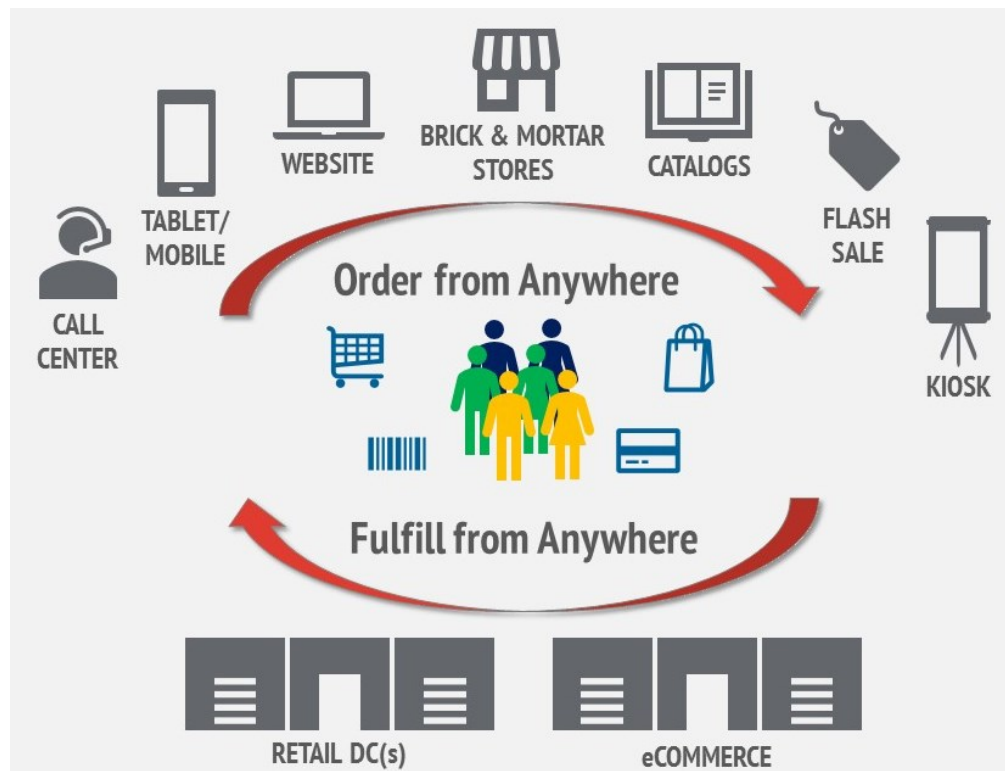 BRICK & MORTAR
STORES
WEBSITE
CATALOGS
TABLET/
MOBILE
FLASH
SALE
CALL
CENTER
KIOSK
Order from Anywhere
Fulfill from Anywhere
RETAIL DC(s)
eCOMMERCE